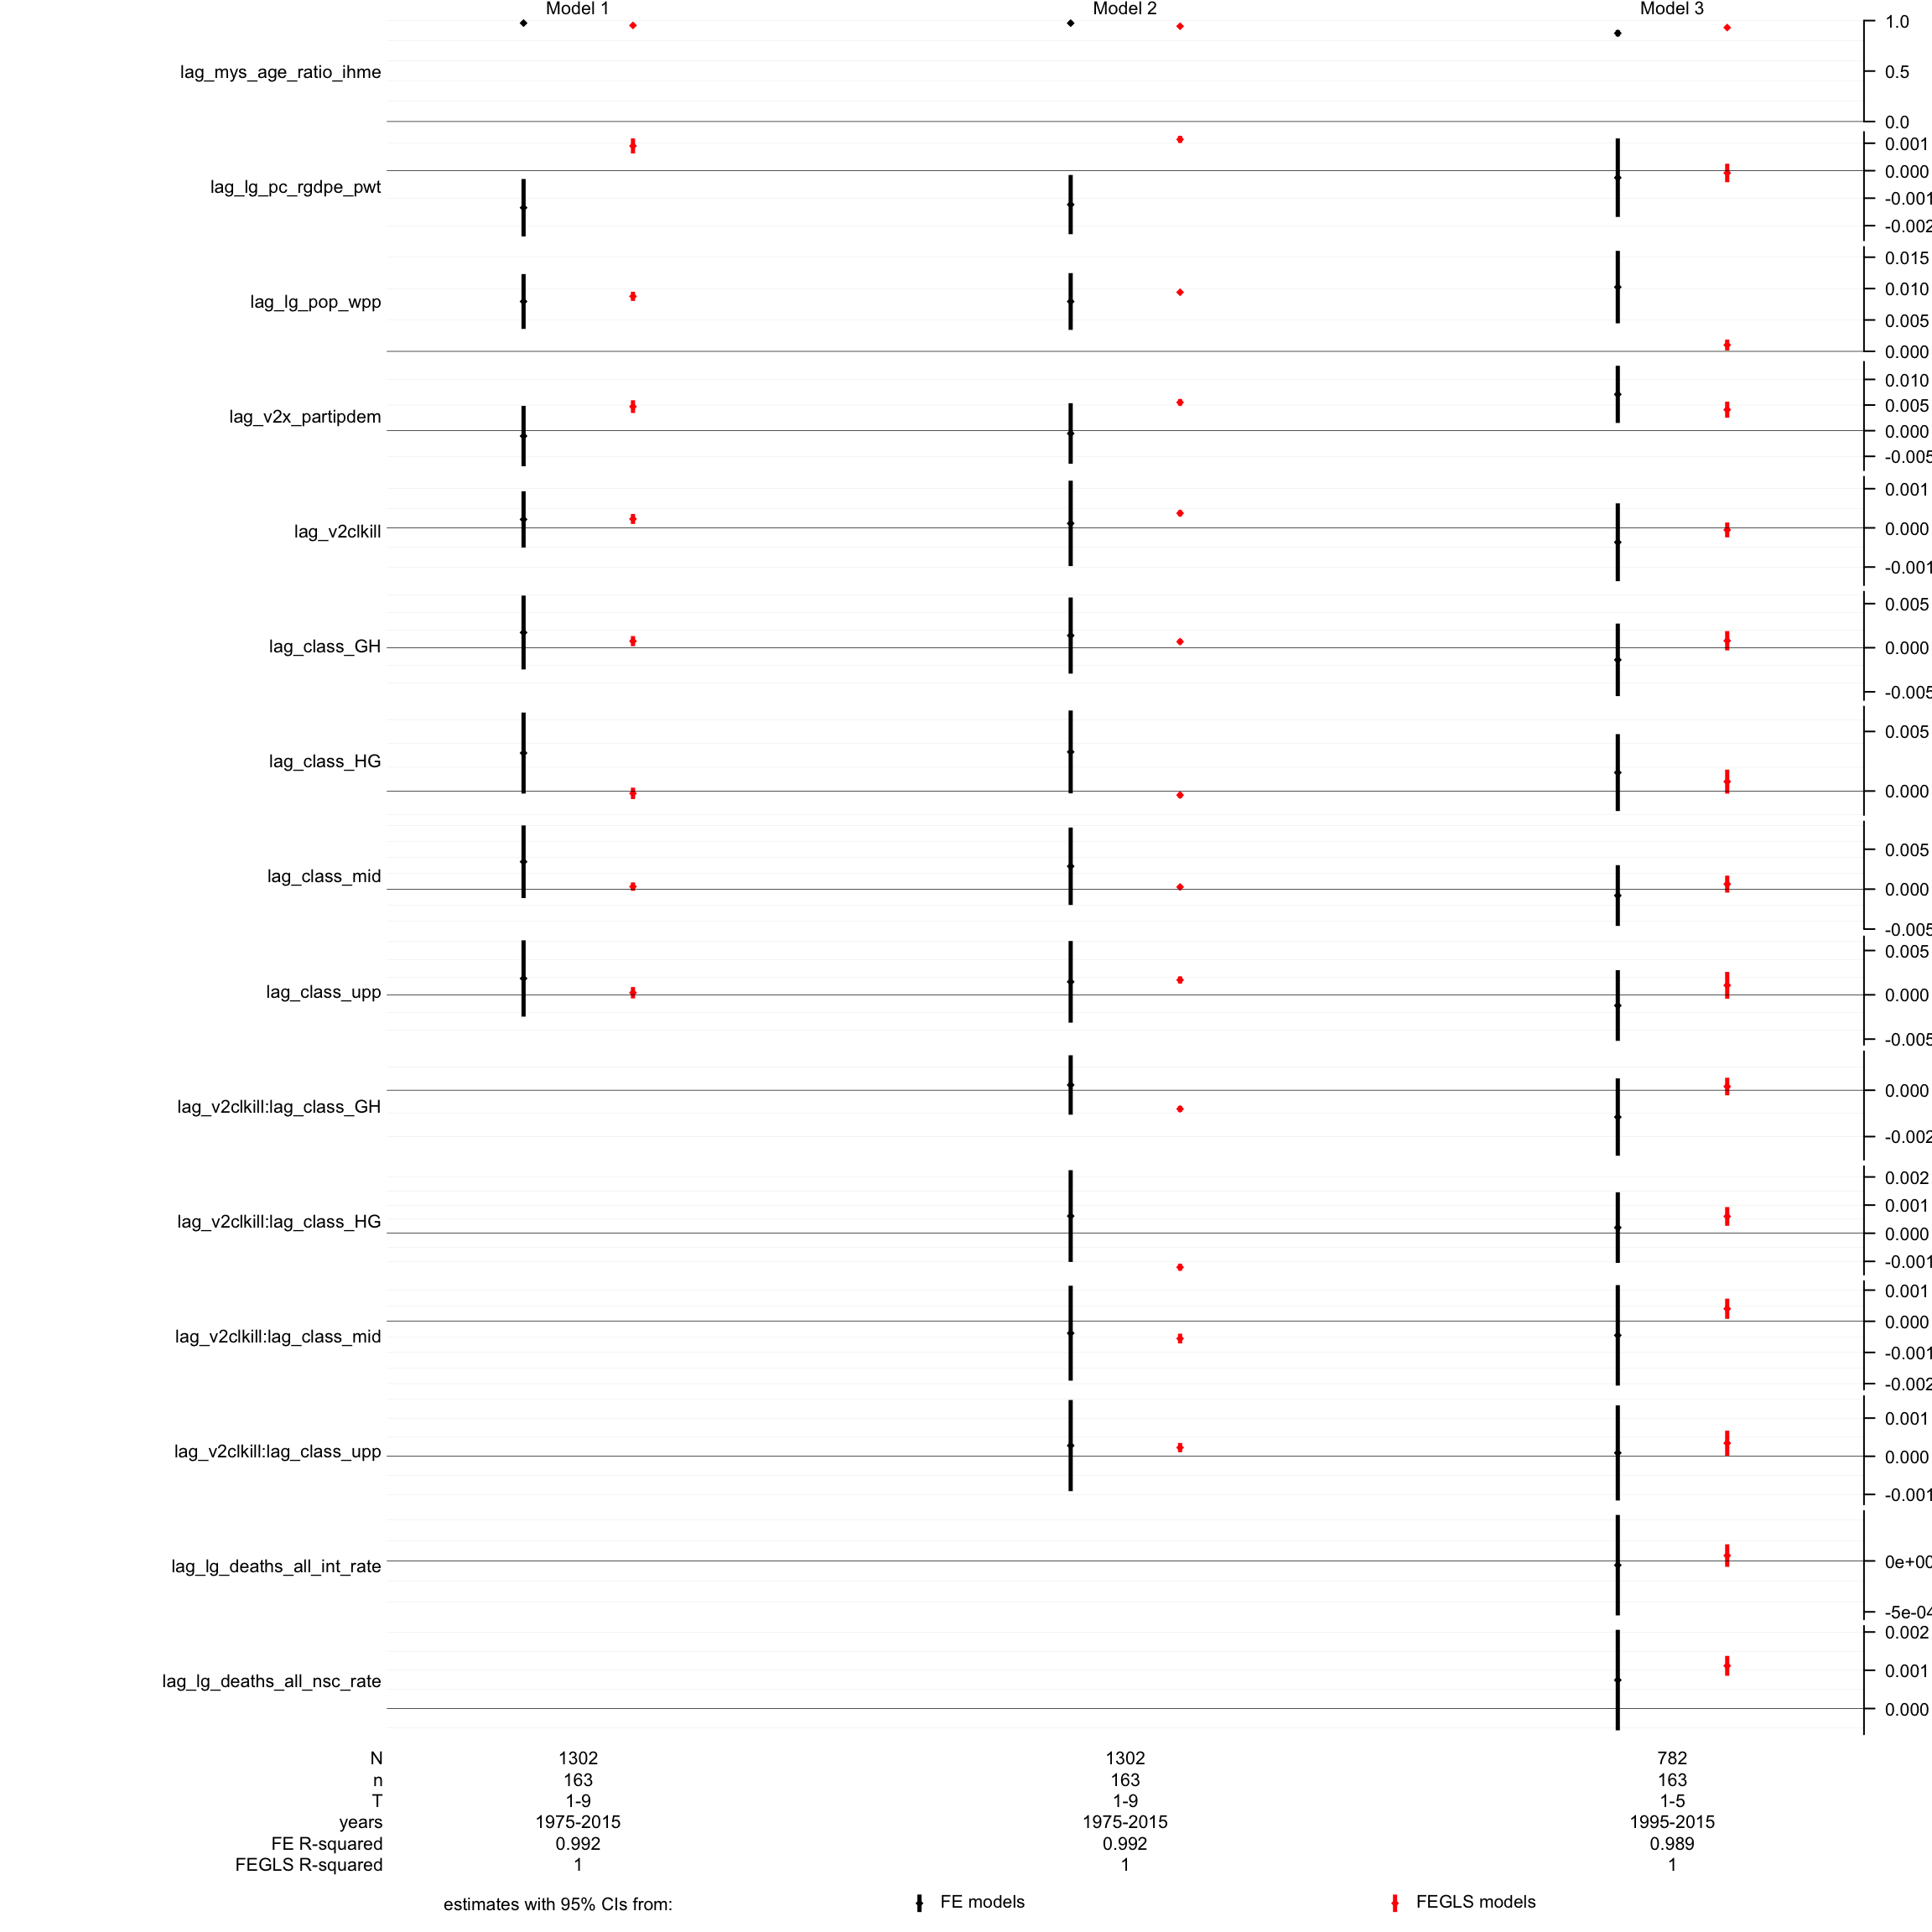 Model 1 Model 2 Model 3
lag_mys_age_ratio_ihme
1.0
0.5
0.0
lag_lg_pc_rgdpe_pwt
0.001
0.000
-0.001
-0.002
lag_lg_pop_wpp
0.015
0.010
0.005
0.000
lag_v2x_partipdem
0.010
0.005
0.000
-0.005
lag_v2clkill
0.001
0.000
-0.001
lag_class_GH
0.005
0.000
-0.005
lag_class_HG
0.005
0.000
lag_class_mid
0.005
0.000
-0.005
lag_class_upp
0.005
0.000
-0.005
lag_v2clkill:lag_class_GH
0.000
-0.002
lag_v2clkill:lag_class_HG
0.002
0.001
0.000
-0.001
lag_v2clkill:lag_class_mid
0.001
0.000
-0.001
-0.002
lag_v2clkill:lag_class_upp
0.001
0.000
-0.001
lag_lg_deaths_all_int_rate
0e+00
-5e-04
lag_lg_deaths_all_nsc_rate
0.002
0.001
0.000
N 1302 1302 782
n 163 163 163
T 1-9 1-9 1-5
years 1975-2015 1975-2015 1995-2015
FE R-squared 0.992 0.992 0.989
FEGLS R-squared 1 1 1
estimates with 95% CIs from: FE models FEGLS models